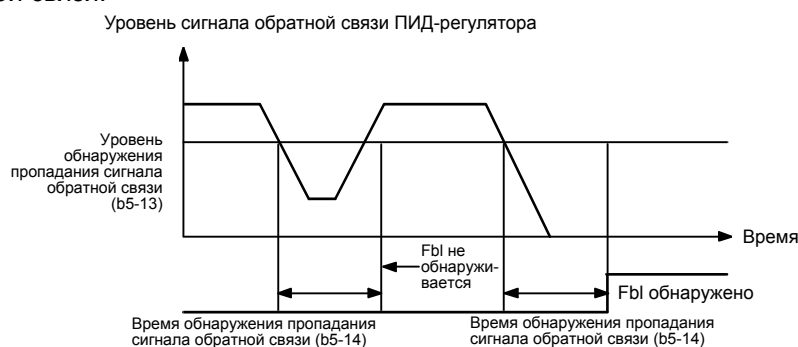 Уровень сигнала обратной связи ПИД-регулятора
Уровень
обнаружения
пропадания сигнала
обратной связи
(b5-13)
Время
Fbl не
обнаружи-
вается
Fbl обнаружено
Время обнаружения пропадания
сигнала обратной связи (b5-14)
Время обнаружения пропадания
сигнала обратной связи (b5-14)